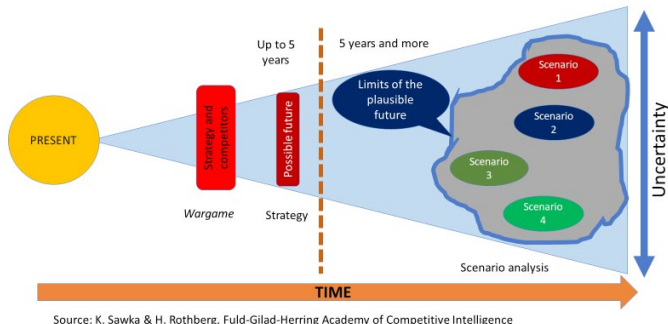 Up to 5
years
5 years and more
PRESENT
Strategy and
competitors
Possible future
Limits of the
plausible
future
Scenario
1
Scenario
2
Scenario
3
Scenario
4
Uncertainty
Wargame
Strategy
Scenario analysis
TIME
Source: K. Sawka & H. Rothberg, Fuld-Gilad-Herring Academy of Competitive Intelligence